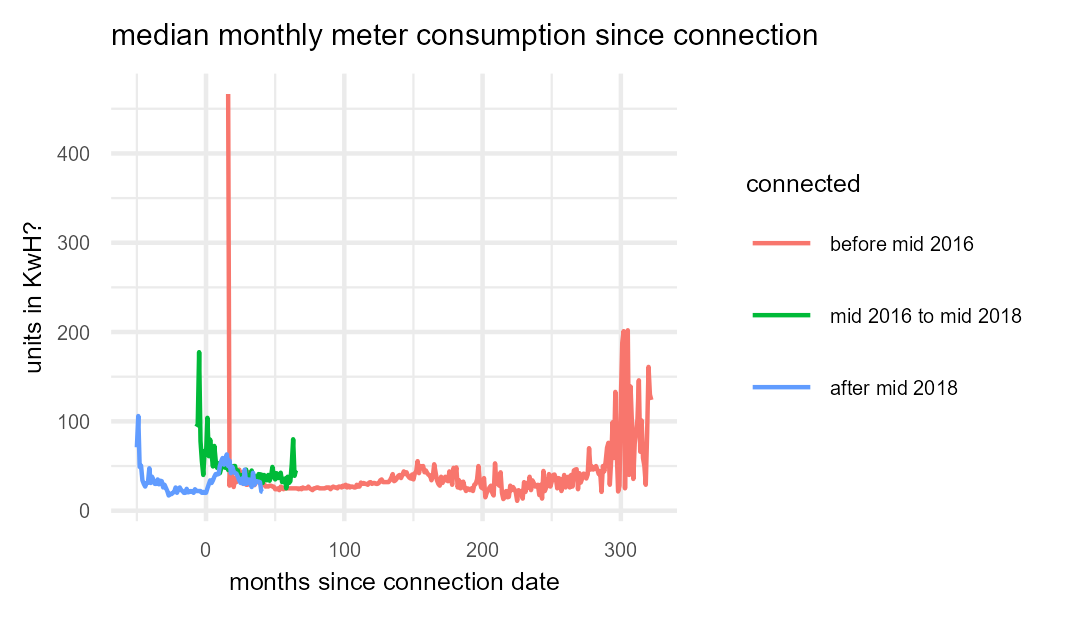 median monthly meter consumption since connection
units in KwH?
400
300
200
100
0
0 100 200 300
months since connection date
connected
before mid 2016
mid 2016 to mid 2018
after mid 2018